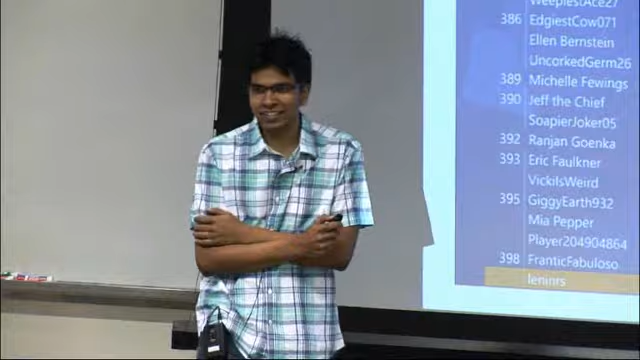 WeepiestAce27
386 EdgiestCow071
Ellen Bernstein
UncorkedGerm26
389 Michelle Fewings
390 Jeff the Chief
SoapierJoker05
392 Ranjan Goenka
393 Eric Faulkner
VickiIsWeird
395 GiggyEarth932
Mia Pepper
Player204904864
398 FranticFabuloso
leninrs